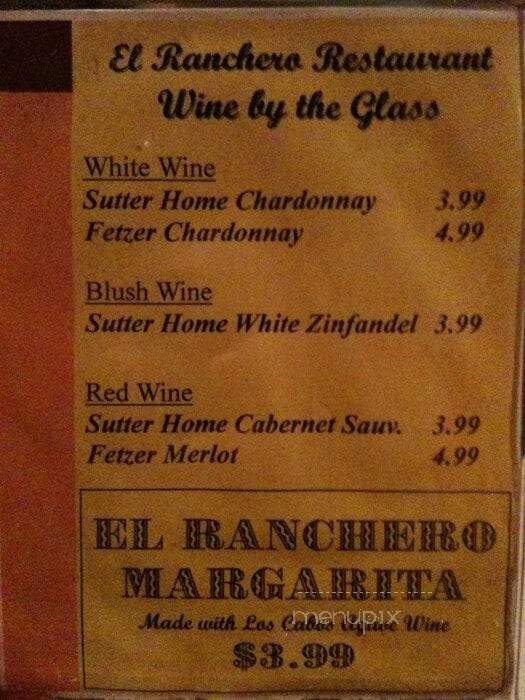 El Ranchero Restaurant
Wine by the Glass
White Wine
Sutter Home Chardonnay 3.99
Fetzer Chardonnay 4.99
Blush Wine
Sutter Home White Zinfandel 3.99
Red Wine
Sutter Home Cabernet Sauv. 3.99
Fetzer Merlot 4.99
EL RANCHERO
MARGARITA
menupix
Made with Los Cabos Agave Wine
$3.99